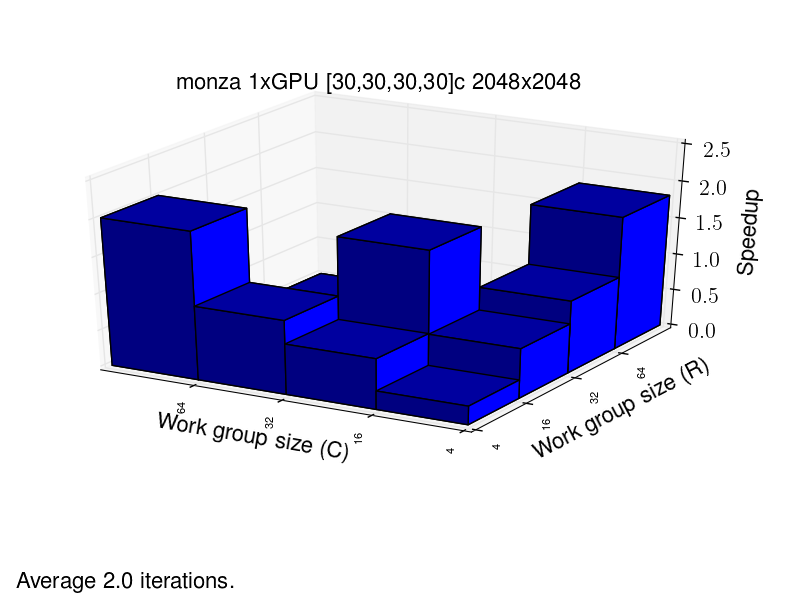 monza 1xGPU [30,30,30,30]c 2048x2048
2.5
2.0
1.5
1.0
0.5
0.0
Speedup
64
32
16
4
Work group size (C)
4
16
32
64
Work group size (R)
Average 2.0 iterations.